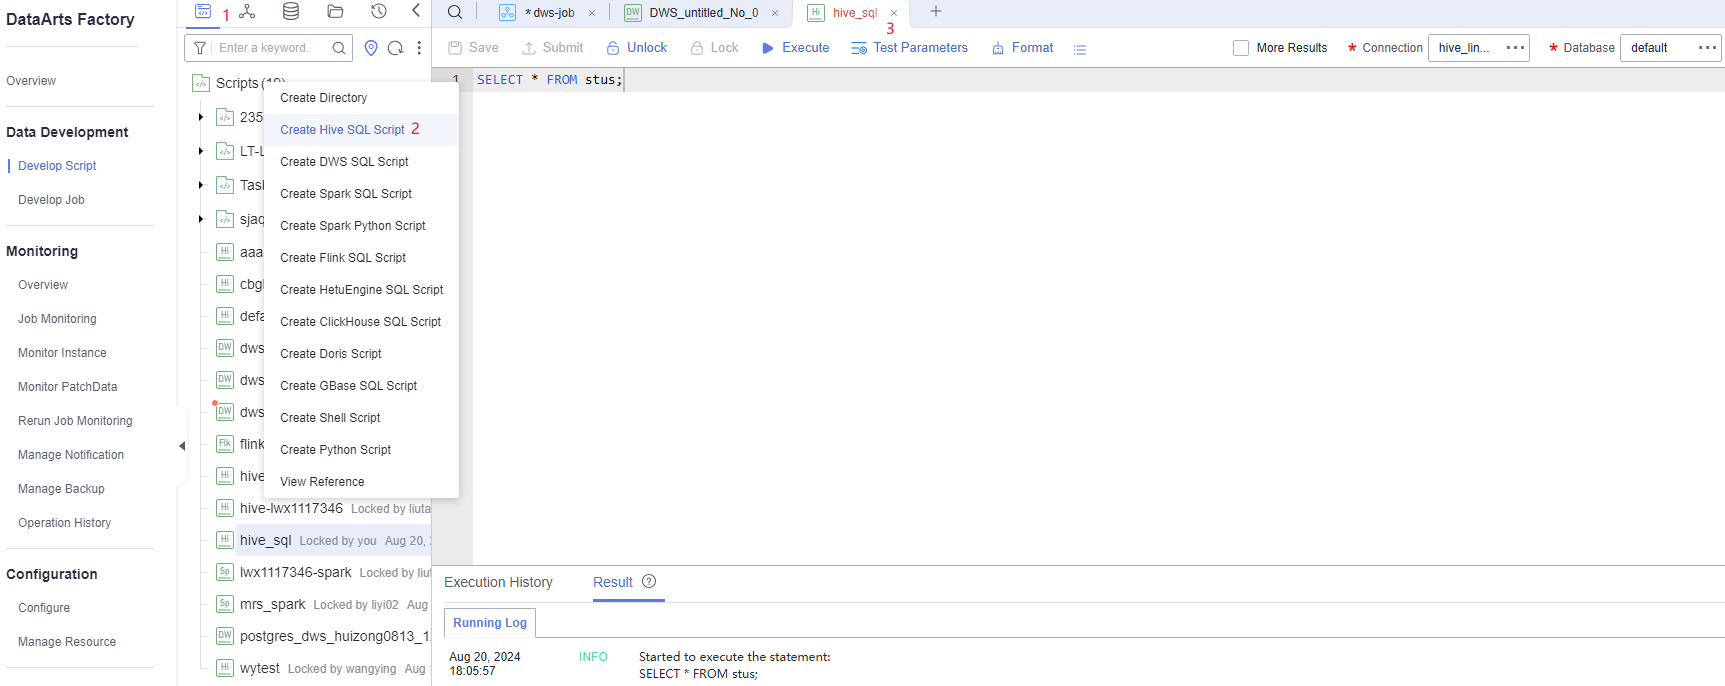 DataArts Factory
Overview
Data Development
Develop Script
Develop Job
Monitoring
Overview
Job Monitoring
Monitor Instance
Monitor PatchData
Rerun Job Monitoring
Manage Notification
Manage Backup
Operation History
Configuration
Configure
Manage Resource
1
Enter a keyword.
Scripts
235
LT-L
Tasl
sjaq
aaa
cbgl
defa
dws
dws
dws
flink
hive
hive-lwx1117346 Locked by liuta
hive_sql Locked by you Aug 20,
lwx1117346-spark Locked by liut
mrs_spark Locked by liyi02 Aug
postgres_dws_huizong0813_1
wytest Locked by wangying Aug
Create Directory
Create Hive SQL Script 2
Create DWS SQL Script
Create Spark SQL Script
Create Spark Python Script
Create Flink SQL Script
Create HetuEngine SQL Script
Create ClickHouse SQL Script
Create Doris Script
Create GBase SQL Script
Create Shell Script
Create Python Script
View Reference
* dws-job × DW DWS_untitled_No_0 × Hi hive_sql × +
3
Save Submit Unlock Lock Execute Test Parameters Format More Results * Connection hive_lin... ··· * Database default ···
1 SELECT * FROM stus;
Execution History Result ?
Running Log
Aug 20, 2024 18:05:57 INFO Started to execute the statement:
SELECT * FROM stus;